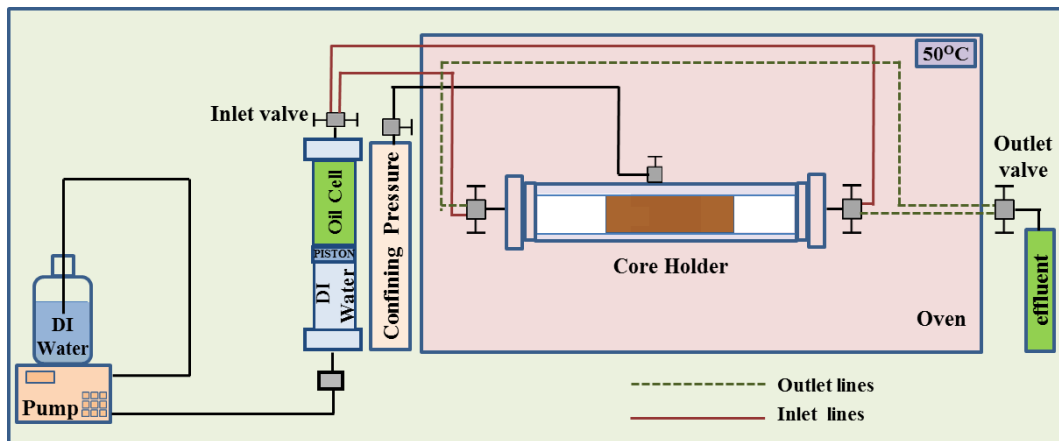 50ºC
Inlet valve
Outlet
valve
Oil Cell
PISTON
DI
Water
Confining Pressure
Core Holder
Oven
effluent
DI
Water
Pump
Outlet lines
Inlet lines